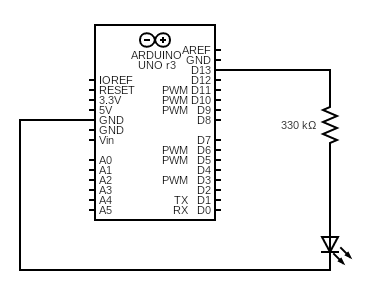 ARDUINO
UNO r3
AREF
GND
D13
IOREF D12
RESET PWM D11
3.3V PWM D10
5V PWM D9
GND D8
GND
Vin D7
PWM D6
A0 PWM D5
A1 D4
A2 PWM D3
A3 D2
A4 TX D1
A5 RX D0
330 kΩ